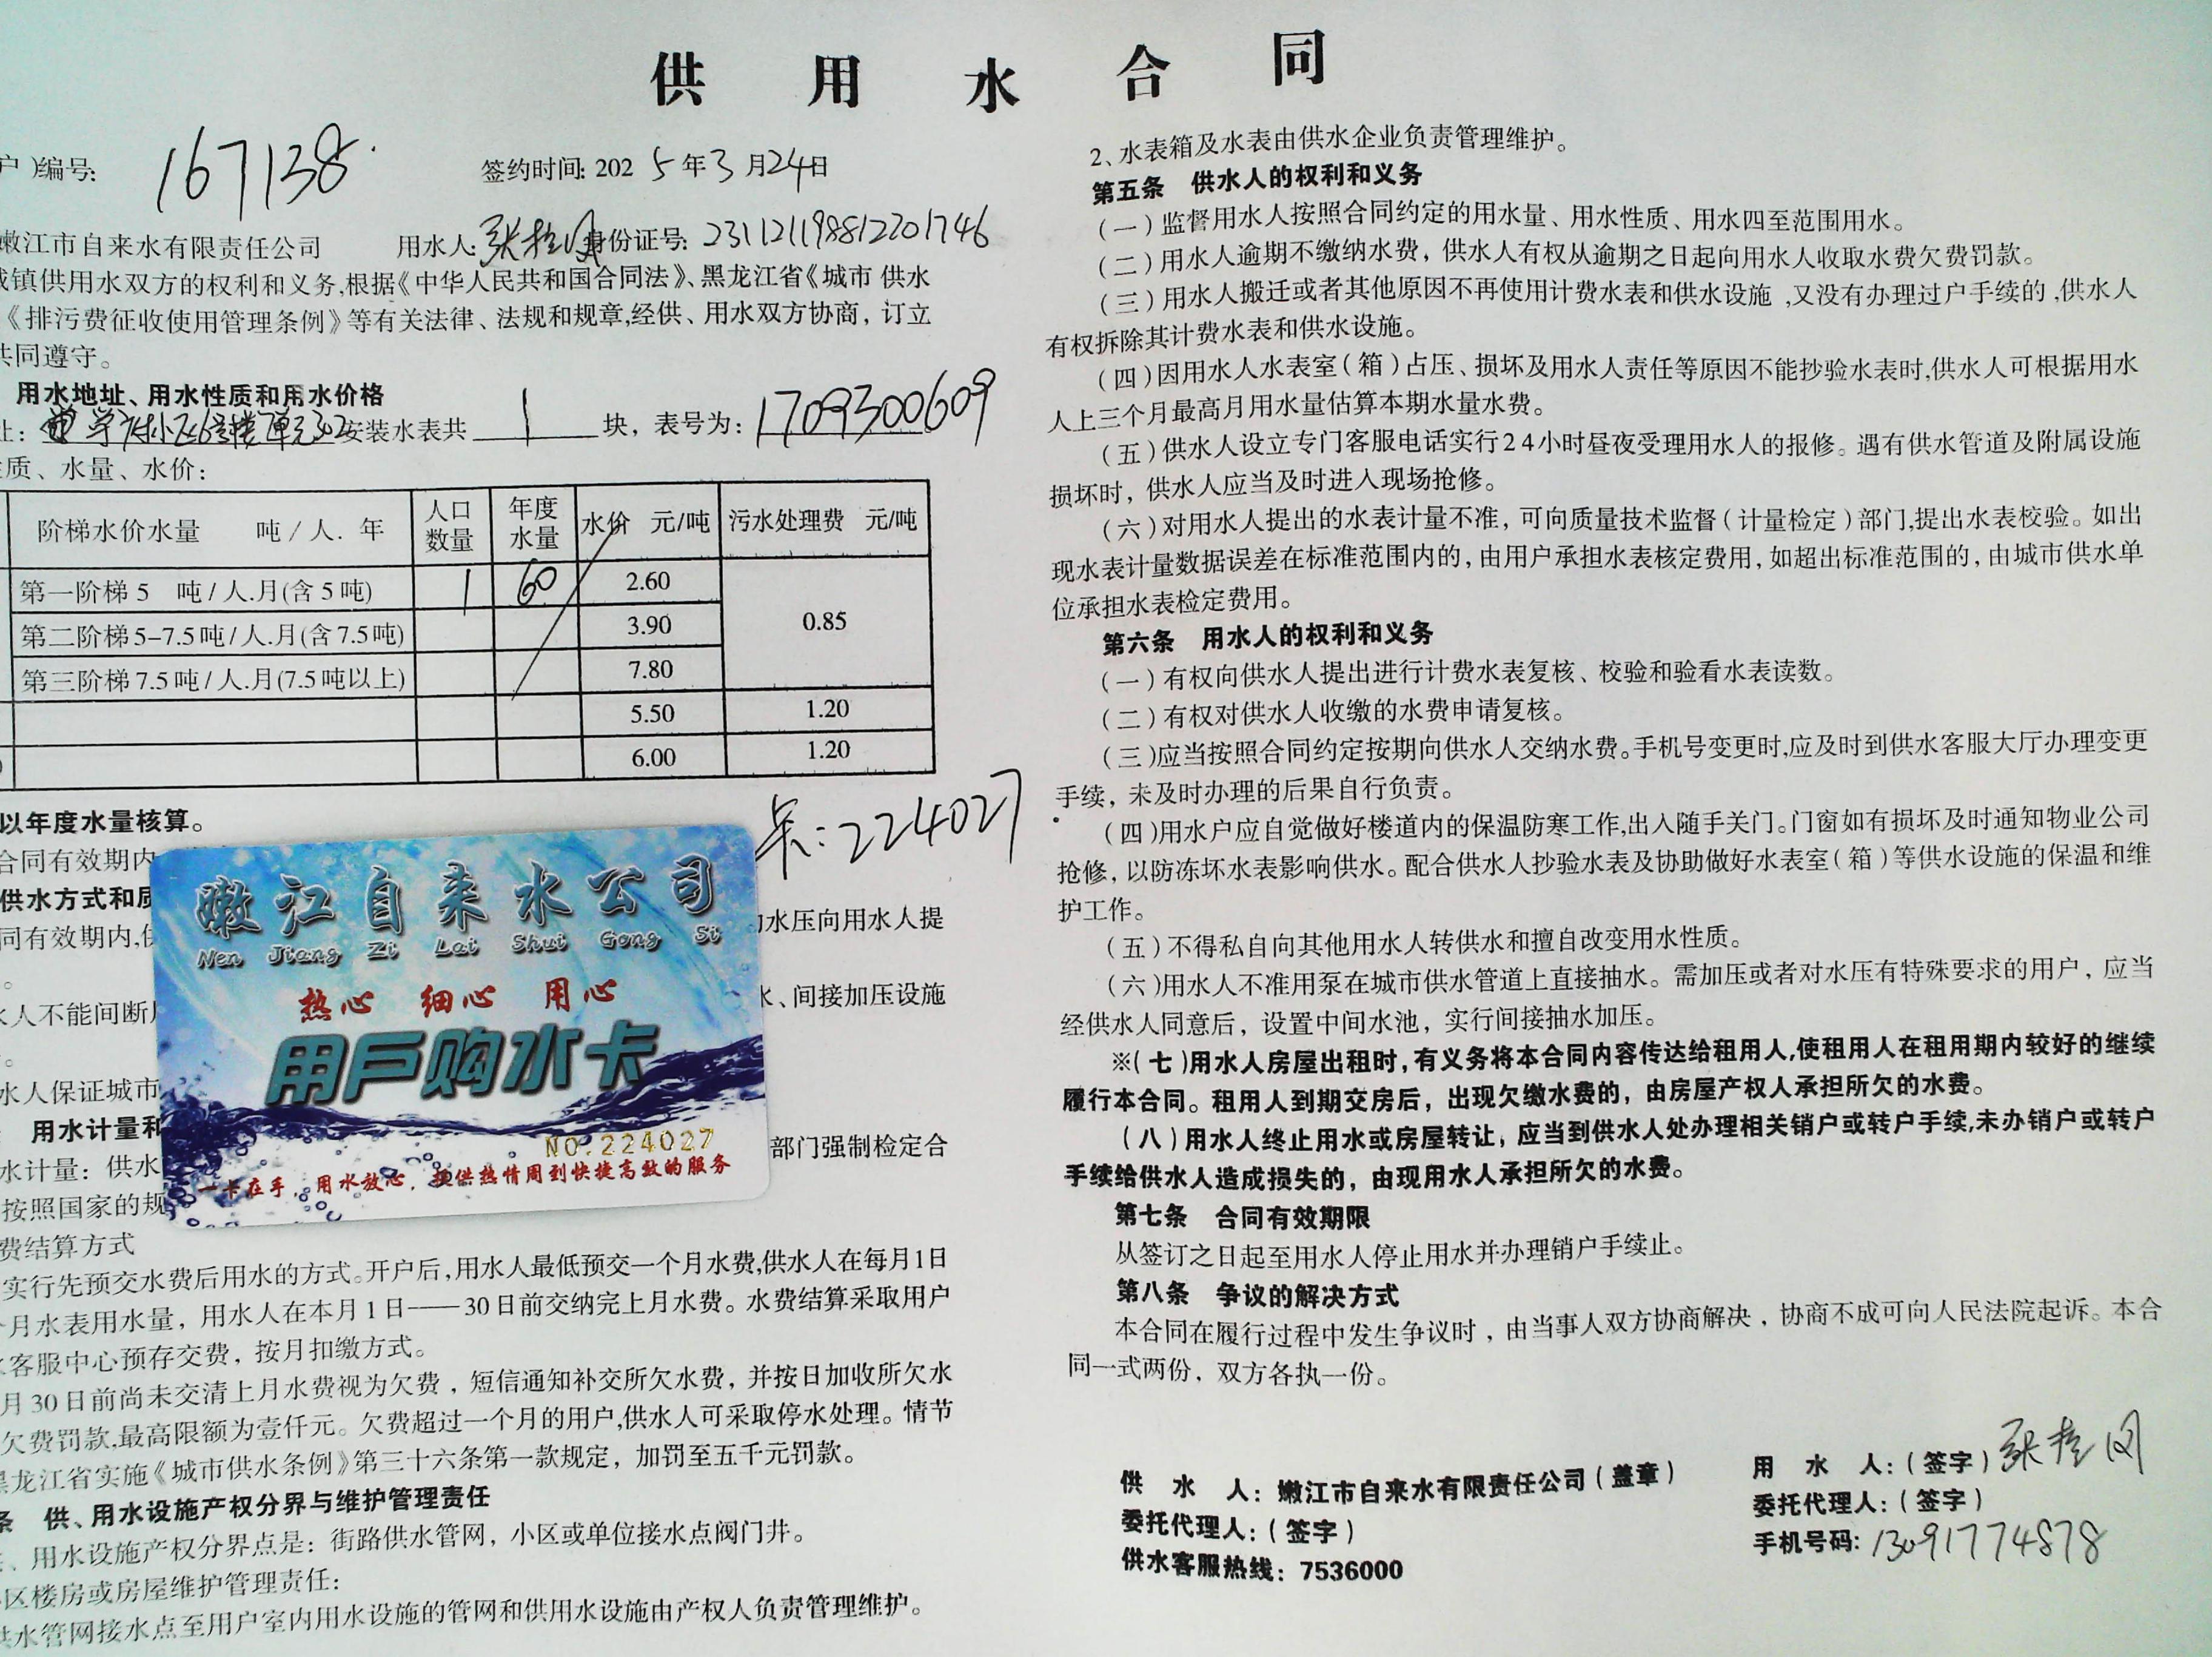 供 用 水 合 同
户)编号: 167138
签约时间: 2025年3月24日
嫩江市自来水有限责任公司 用水人: 身份证号: 231121198812201746
城镇供用水双方的权利和义务,根据《中华人民共和国合同法》、黑龙江省《城市 供水
《排污费征收使用管理条例》等有关法律、法规和规章,经供、用水双方协商，订立
共同遵守。
用水地址、用水性质和用水价格
址: 小区6号楼7单元302 安装水表共 1 块，表号为: 1709300609
性质、水量、水价:
阶梯水价水量 吨/人.年 人口数量 年度水量 水价 元/吨 污水处理费 元/吨
第一阶梯 5 吨/人.月(含5吨) 1 60 2.60 0.85
第二阶梯 5-7.5吨/人.月(含7.5吨) 3.90
第三阶梯 7.5吨/人.月(7.5吨以上) 7.80
5.50 1.20
6.00 1.20
以年度水量核算。
卡: 224027
合同有效期内
供水方式和质
同有效期内,供 水压向用水人提
。
水人不能间断 水、间接加压设施
。
水人保证城市
用水计量和
水计量：供水 部门强制检定合
按照国家的规
费结算方式
嫩江自来水公司
Nen Jiang Zi Lai Shui Gong Si
热心 细心 用心
用户购水卡
NO.224027
一卡在手，用水放心，提供热情周到快捷高效的服务
实行先预交水费后用水的方式。开户后,用水人最低预交一个月水费,供水人在每月1日
月水表用水量，用水人在本月1日——30日前交纳完上月水费。水费结算采取用户
客服中心预存交费，按月扣缴方式。
月30日前尚未交清上月水费视为欠费，短信通知补交所欠水费，并按日加收所欠水
欠费罚款,最高限额为壹仟元。欠费超过一个月的用户,供水人可采取停水处理。情节
黑龙江省实施《城市供水条例》第三十六条第一款规定，加罚至五千元罚款。
条 供、用水设施产权分界与维护管理责任
、用水设施产权分界点是：街路供水管网，小区或单位接水点阀门井。
区楼房或房屋维护管理责任:
供水管网接水点至用户室内用水设施的管网和供用水设施由产权人负责管理维护。
2、水表箱及水表由供水企业负责管理维护。
第五条 供水人的权利和义务
(一)监督用水人按照合同约定的用水量、用水性质、用水四至范围用水。
(二)用水人逾期不缴纳水费，供水人有权从逾期之日起向用水人收取水费欠费罚款。
(三)用水人搬迁或者其他原因不再使用计费水表和供水设施,又没有办理过户手续的,供水人
有权拆除其计费水表和供水设施。
(四)因用水人水表室(箱)占压、损坏及用水人责任等原因不能抄验水表时,供水人可根据用水
人上三个月最高月用水量估算本期水量水费。
(五)供水人设立专门客服电话实行24小时昼夜受理用水人的报修。遇有供水管道及附属设施
损坏时，供水人应当及时进入现场抢修。
(六)对用水人提出的水表计量不准，可向质量技术监督(计量检定)部门,提出水表校验。如出
现水表计量数据误差在标准范围内的，由用户承担水表核定费用，如超出标准范围的，由城市供水单
位承担水表检定费用。
第六条 用水人的权利和义务
(一)有权向供水人提出进行计费水表复核、校验和验看水表读数。
(二)有权对供水人收缴的水费申请复核。
(三)应当按照合同约定按期向供水人交纳水费。手机号变更时,应及时到供水客服大厅办理变更
手续，未及时办理的后果自行负责。
(四)用水户应自觉做好楼道内的保温防寒工作,出入随手关门。门窗如有损坏及时通知物业公司
抢修，以防冻坏水表影响供水。配合供水人抄验水表及协助做好水表室(箱)等供水设施的保温和维
护工作。
(五)不得私自向其他用水人转供水和擅自改变用水性质。
(六)用水人不准用泵在城市供水管道上直接抽水。需加压或者对水压有特殊要求的用户，应当
经供水人同意后，设置中间水池，实行间接抽水加压。
※(七)用水人房屋出租时,有义务将本合同内容传达给租用人,使租用人在租用期内较好的继续
履行本合同。租用人到期交房后，出现欠缴水费的，由房屋产权人承担所欠的水费。
(八)用水人终止用水或房屋转让，应当到供水人处办理相关销户或转户手续,未办销户或转户
手续给供水人造成损失的，由现用水人承担所欠的水费。
第七条 合同有效期限
从签订之日起至用水人停止用水并办理销户手续止。
第八条 争议的解决方式
本合同在履行过程中发生争议时，由当事人双方协商解决，协商不成可向人民法院起诉。本合
同一式两份，双方各执一份。
供 水 人：嫩江市自来水有限责任公司(盖章)
委托代理人:(签字)
供水客服热线：7536000
用 水 人:(签字)
委托代理人:(签字)
手机号码: 13091774878